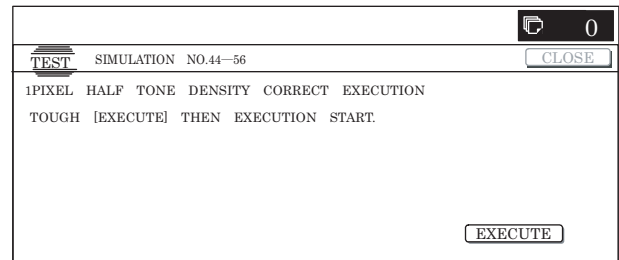 0
TEST SIMULATION NO.44—56 CLOSE
1PIXEL HALF TONE DENSITY CORRECT EXECUTION
TOUGH [EXECUTE] THEN EXECUTION START.
EXECUTE